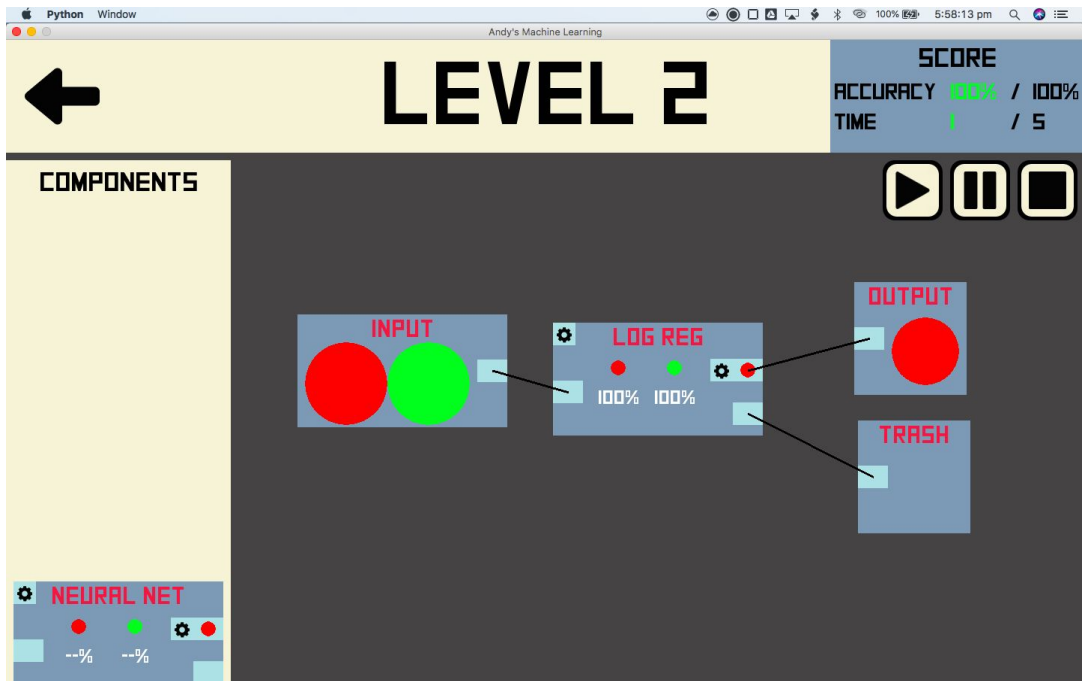 Python Window 100% 5:58:13 pm
Andy's Machine Learning
LEVEL 2
SCORE
ACCURACY 100% / 100%
TIME 1 / 5
COMPONENTS
INPUT
LOG REG
100% 100%
OUTPUT
TRASH
NEURAL NET
--% --%